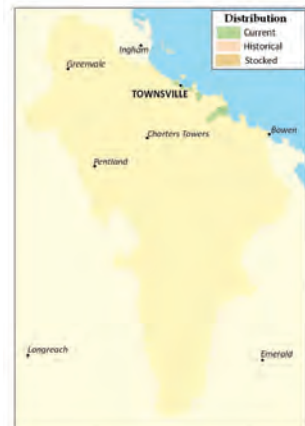 Distribution
Current
Historical
Stocked
Ingham
Greenvale
TOWNSVILLE
Charters Towers
Bowen
Pentland
Longreach
Emerald